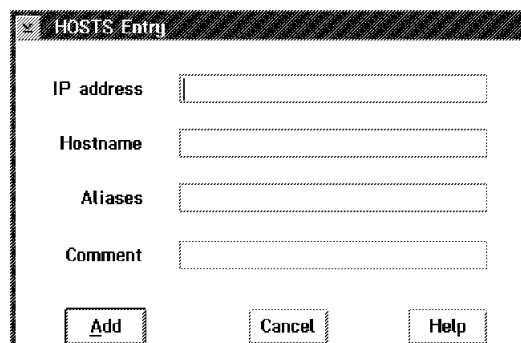 HOSTS Entry
IP address
Hostname
Aliases
Comment
Add Cancel Help